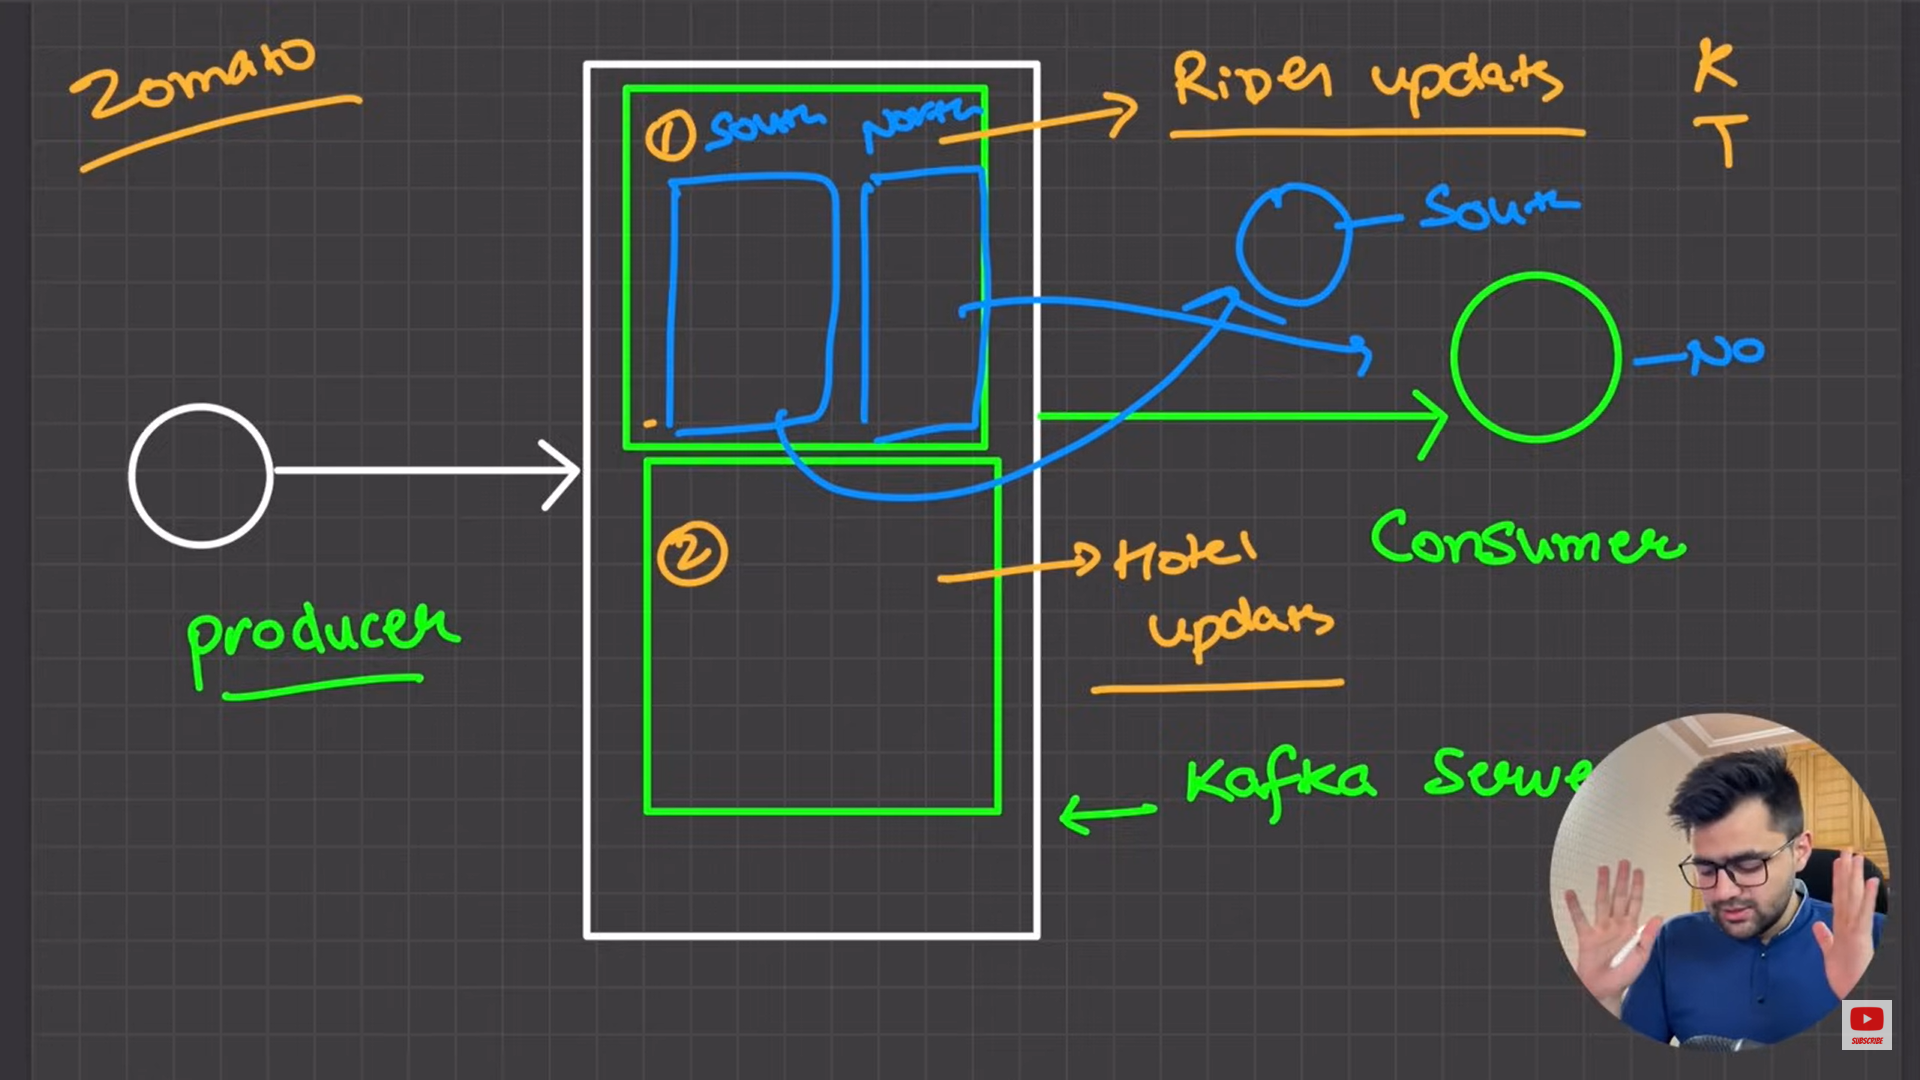 Zomato
Rider updats
K
T
① South North
South
NO
② Hotel
updats
Consumer
producer
Kafka Serve
SUBSCRIBE